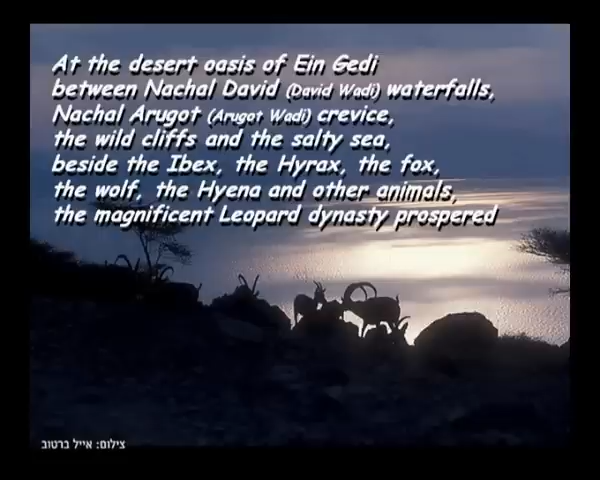 At the desert oasis of Ein Gedi
between Nachal David (David Wadi) waterfalls,
Nachal Arugot (Arugot Wadi) crevice,
the wild cliffs and the salty sea,
beside the Ibex, the Hyrax, the fox,
the wolf, the Hyena and other animals,
the magnificent Leopard dynasty prospered
צילום: אייל ברטוב